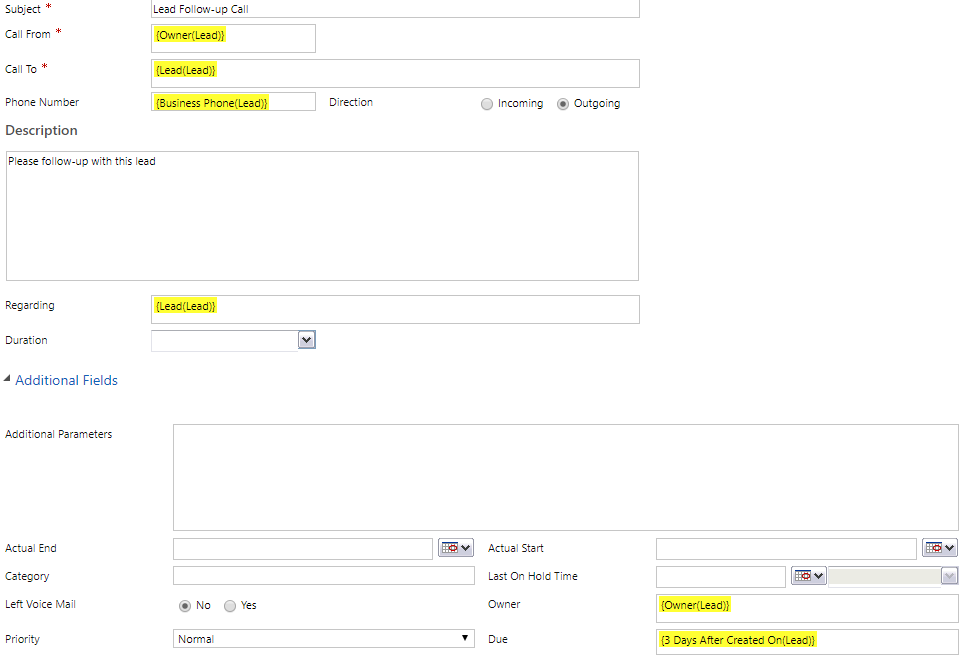 Subject * Lead Follow-up Call
Call From * {Owner(Lead)}
Call To * {Lead(Lead)}
Phone Number {Business Phone(Lead)} Direction Incoming Outgoing
Description
Please follow-up with this lead
Regarding {Lead(Lead)}
Duration
Additional Fields
Additional Parameters
Actual End Actual Start
Category Last On Hold Time
Left Voice Mail No Yes Owner {Owner(Lead)}
Priority Normal Due {3 Days After Created On(Lead)}